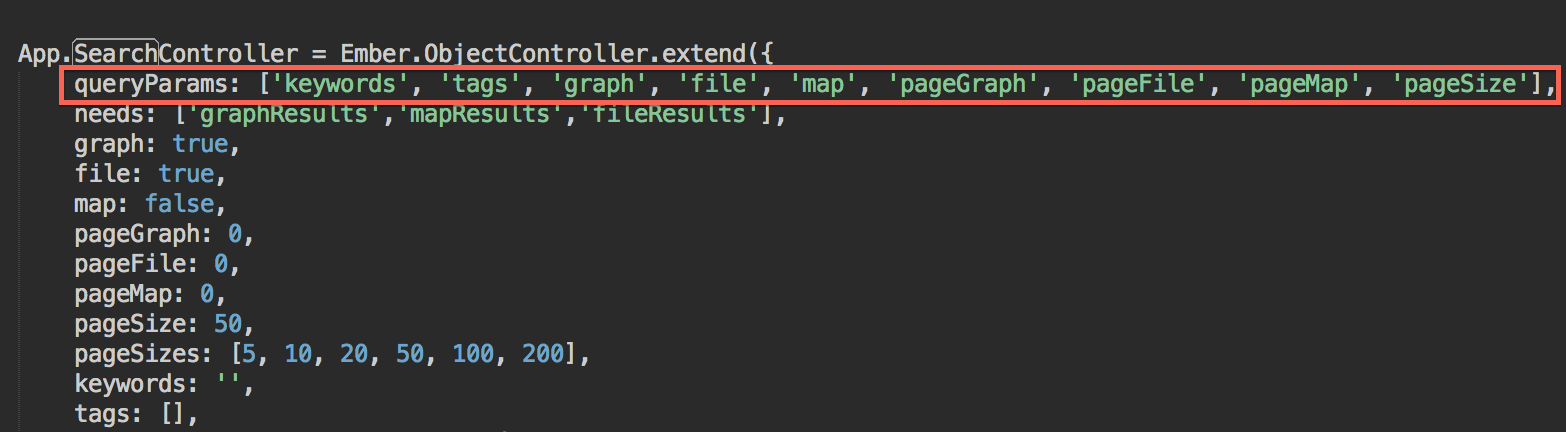 App.SearchController = Ember.ObjectController.extend({
queryParams: ['keywords', 'tags', 'graph', 'file', 'map', 'pageGraph', 'pageFile', 'pageMap', 'pageSize'],
needs: ['graphResults','mapResults','fileResults'],
graph: true,
file: true,
map: false,
pageGraph: 0,
pageFile: 0,
pageMap: 0,
pageSize: 50,
pageSizes: [5, 10, 20, 50, 100, 200],
keywords: '',
tags: [],